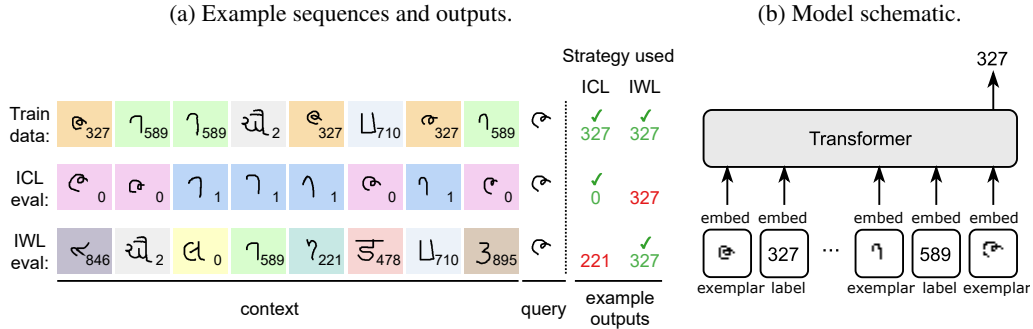 (a) Example sequences and outputs.
(b) Model schematic.
Strategy used
ICL IWL
Train data: 327 589 589 2 327 710 327 589 ✓ 327 ✓ 327
ICL eval: 0 0 1 1 1 0 1 0 ✓ 0 327
IWL eval: 846 2 0 589 221 478 710 895 221 ✓ 327
context query example outputs
327
Transformer
embed embed embed embed embed
327 ... 589
exemplar label exemplar label exemplar